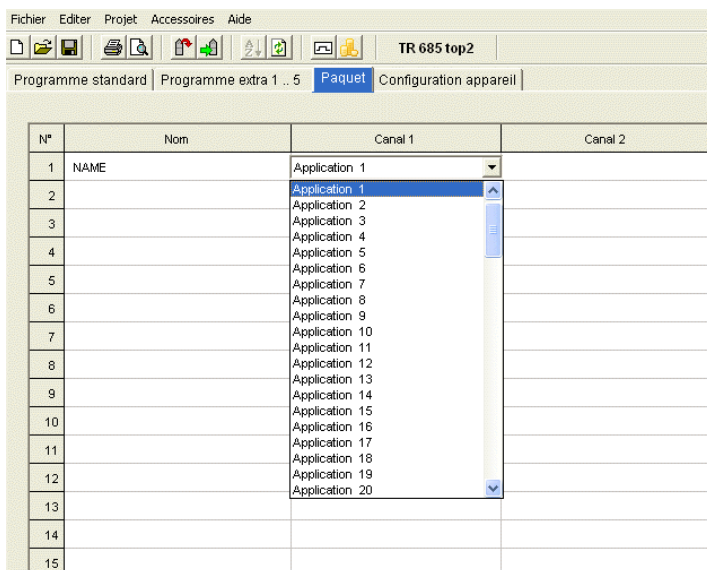 Fichier Editer Projet Accessoires Aide
TR 685 top2
Programme standard Programme extra 1 .. 5 Paquet Configuration appareil
N° Nom Canal 1 Canal 2
1 NAME Application 1
Application 1
2
Application 2
Application 3
3
Application 4
4
Application 5
Application 6
5
Application 7
Application 8
6
Application 9
Application 10
7
Application 11
8
Application 12
Application 13
9
Application 14
Application 15
10
Application 16
Application 17
11
Application 18
12
Application 19
Application 20
13
14
15